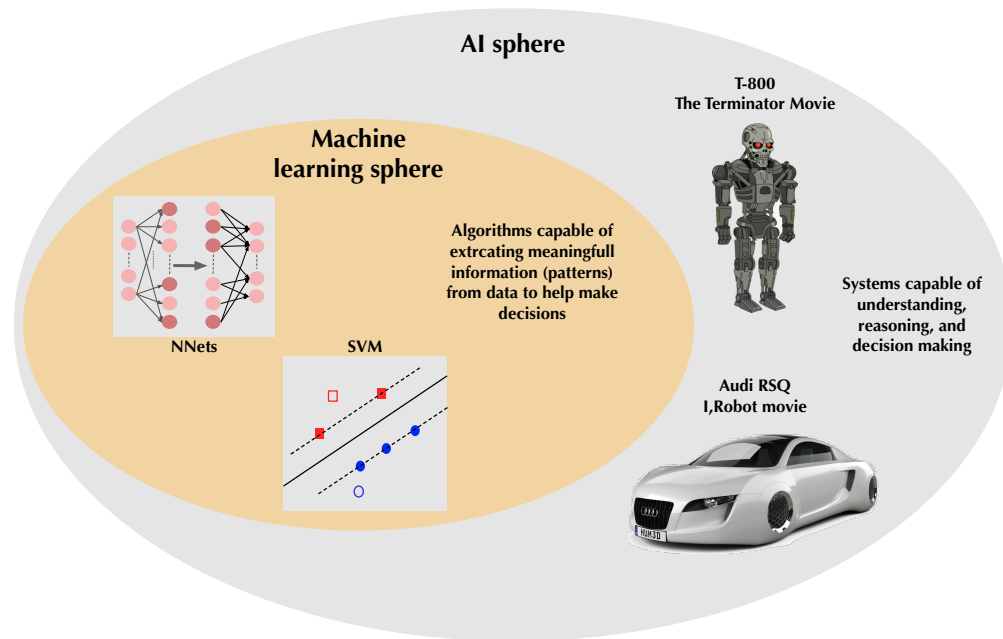 AI sphere
T-800
The Terminator Movie
Machine
learning sphere
Algorithms capable of
extrcating meaningfull
information (patterns)
from data to help make
decisions
Systems capable of
understanding,
reasoning, and
decision making
NNets
SVM
Audi RSQ
I,Robot movie
HUM3D